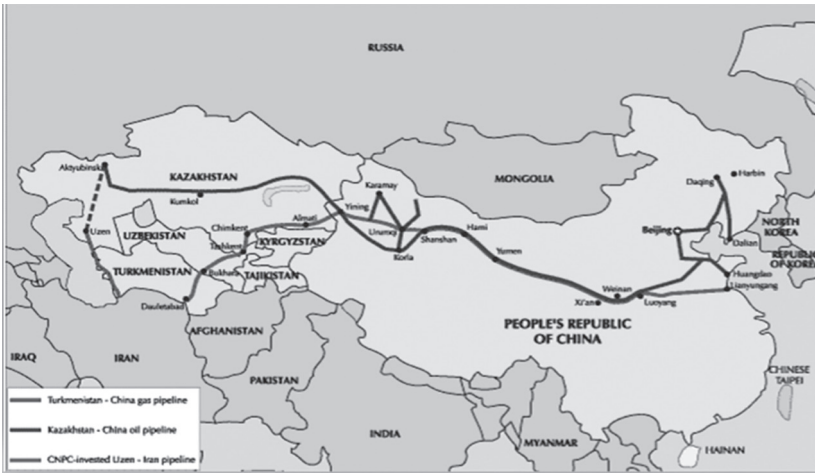 RUSSIA
Aktyubinsk
KAZAKHSTAN
Kumkol
Karamay
MONGOLIA
Daqing
Harbin
Uzen
UZBEKISTAN
Chimkent
Almati
Yining
Urumqi
Shanshan
Hami
Beijing
NORTH
KOREA
Dalian
Tashkent
KYRGYZSTAN
Korla
Yumen
REPUBLIC
OF KOREA
TURKMENISTAN
Bukhara
TAJIKISTAN
Huangdao
Lianyungang
Dauletabad
Weinan
Xi'an
Luoyang
AFGHANISTAN
PEOPLE'S REPUBLIC
OF CHINA
IRAQ
IRAN
PAKISTAN
CHINESE
TAIPEI
Turkmenistan - China gas pipeline
Kazakhstan - China oil pipeline
CNPC-invested Uzen - Iran pipeline
INDIA
MYANMAR
HAINAN